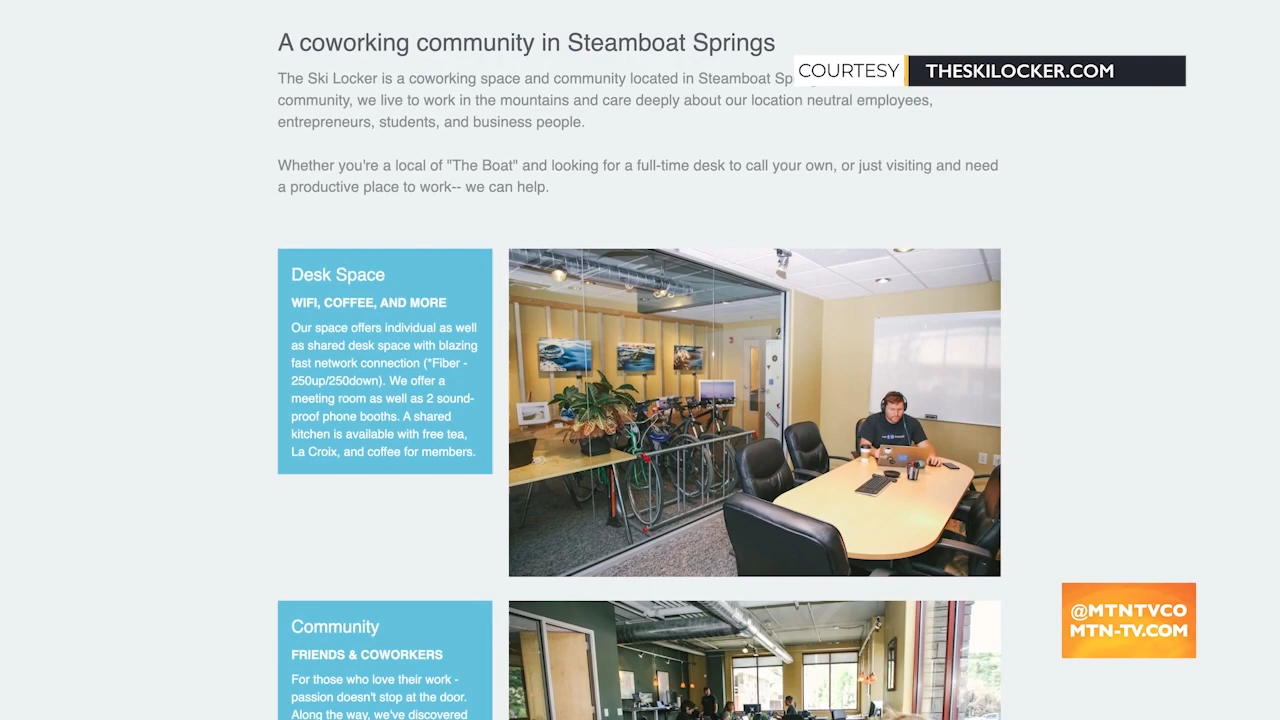 A coworking community in Steamboat Springs
COURTESY THESKILOCKER.COM
The Ski Locker is a coworking space and community located in Steamboat
community, we live to work in the mountains and care deeply about our location neutral employees,
entrepreneurs, students, and business people.
Whether you're a local of "The Boat" and looking for a full-time desk to call your own, or just visiting and need
a productive place to work-- we can help.
Desk Space
WIFI, COFFEE, AND MORE
Our space offers individual as well
as shared desk space with blazing
fast network connection (*Fiber -
250up/250down). We offer a
meeting room as well as 2 sound-
proof phone booths. A shared
kitchen is available with free tea,
La Croix, and coffee for members.
@MTNTVCO
MTN-TV.COM
Community
FRIENDS & COWORKERS
For those who love their work -
passion doesn't stop at the door.
Along the way, we've discovered